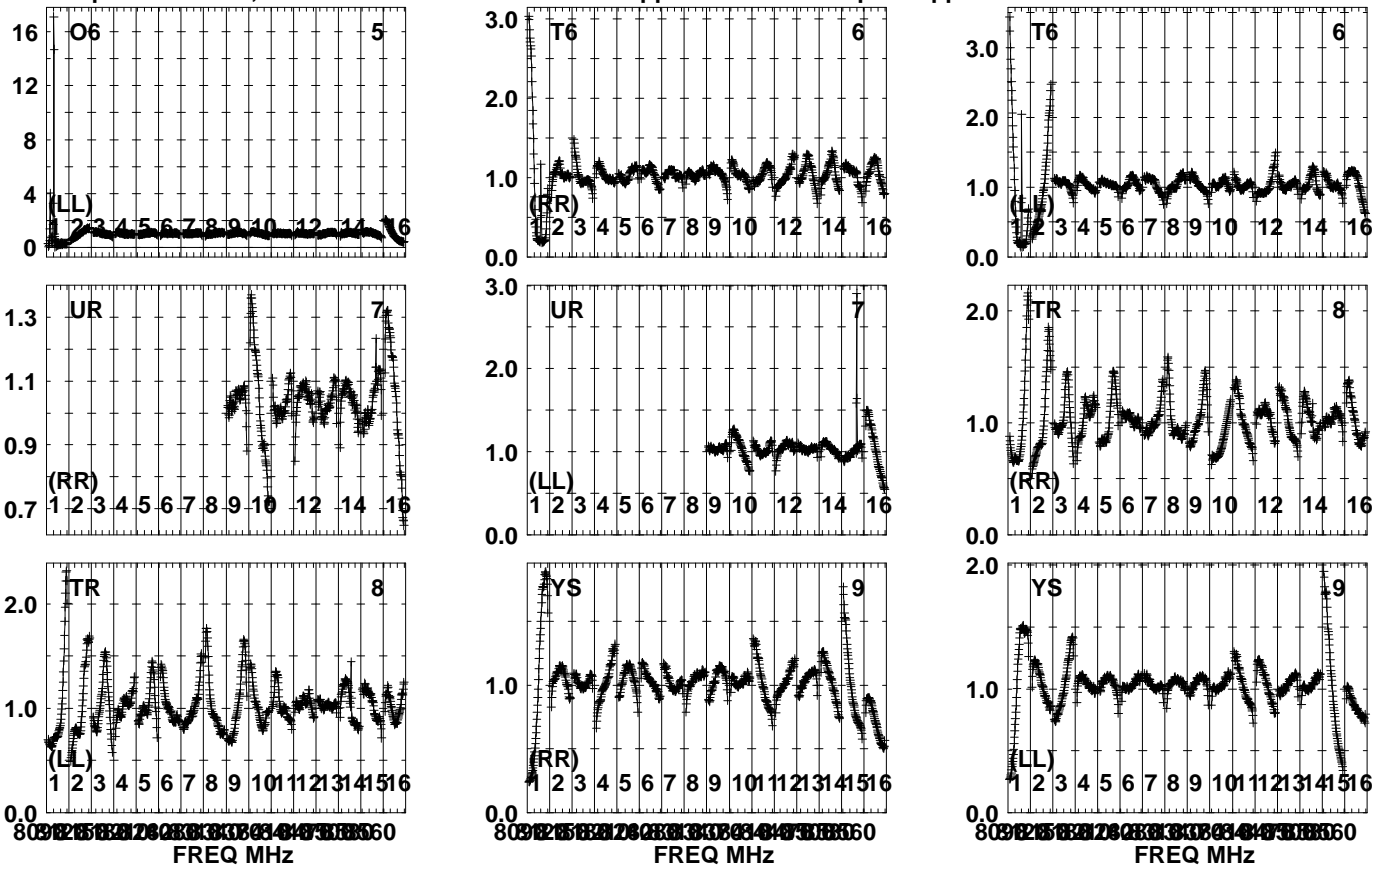 16 O6 5
12
8
4
0
(LL)
1 2 3 4 5 6 7 8 9 10 12 14 16
3.0 T6 6
2.0
1.0
0.0
(RR)
1 2 3 4 5 6 7 8 9 10 12 14 16
T6 6
3.0
2.0
1.0
0.0
(LL)
1 2 3 4 5 6 7 8 9 10 12 14 16
UR 7
1.3
1.1
0.9
0.7
(RR)
1 2 3 4 5 6 7 8 9 10 12 14 16
3.0 UR 7
2.0
1.0
0.0
(LL)
1 2 3 4 5 6 7 8 9 10 12 14 16
TR 8
2.0
1.0
0.0
(RR)
1 2 3 4 5 6 7 8 9 10 12 14 16
TR 8
2.0
1.0
0.0
(LL)
1 2 3 4 5 6 7 8 9 10 11 12 13 14 15 16
FREQ MHz
YS 9
1.0
0.0
(RR)
1 2 3 4 5 6 7 8 9 10 12 13 14 15 16
FREQ MHz
2.0 YS 9
1.0
0.0
(LL)
1 2 3 4 5 6 7 8 9 10 11 12 13 14 15 16
FREQ MHz